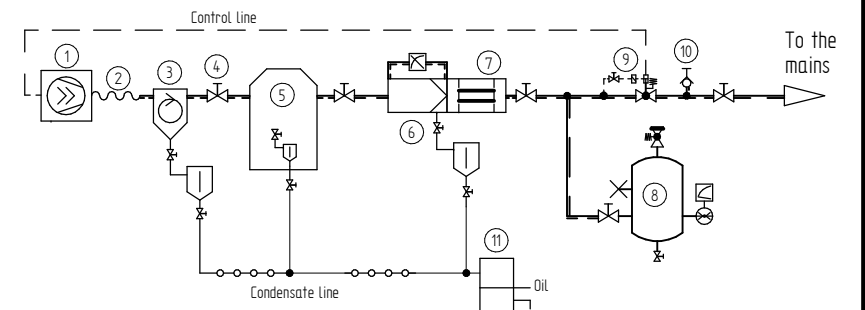 Control line
1
2
3
4
5
6
7
8
9
10
11
To the
mains
Condensate line
Oil